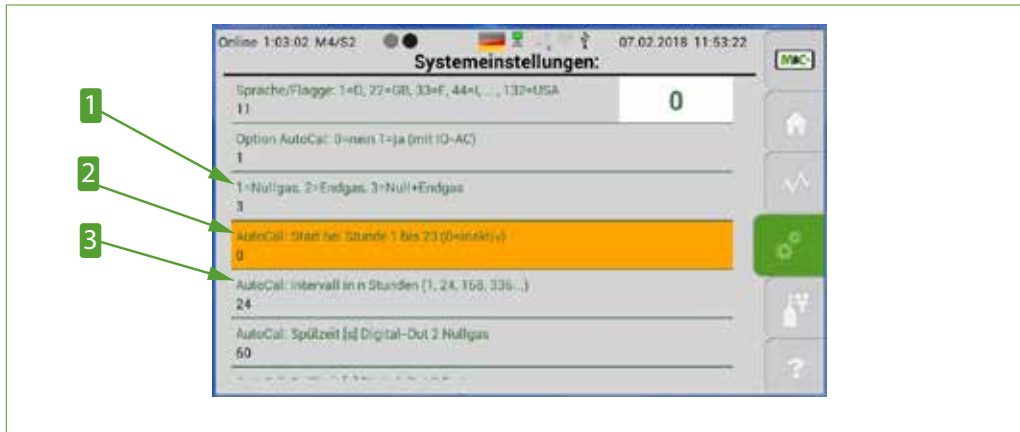 Online 1:03:02 M4/S2 07.02.2018 11:53:22
MRC
Systemeinstellungen:
Sprache/Flagge: 1=D, 22=GB, 33=F, 44=I, ... , 132=USA
11
0
Option AutoCal: 0=nein 1=ja (mit IO-AC)
1
1 1=Nullgas, 2=Endgas, 3=Null+Endgas
3
2 AutoCal: Start bei Stunde 1 bis 23 (0=inaktiv)
0
3 AutoCal: Intervall in n Stunden (1, 24, 168, 336...)
24
AutoCal: Spülzeit [s] Digital-Out 2 Nullgas
60
?